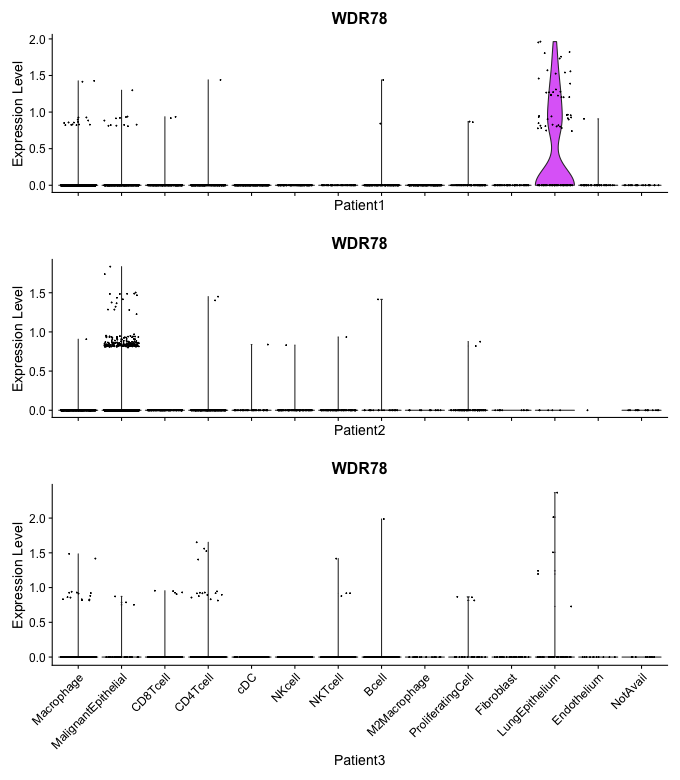 WDR78
Expression Level
2.0
1.5
1.0
0.5
0.0
Patient1
WDR78
Expression Level
1.5
1.0
0.5
0.0
Patient2
WDR78
Expression Level
2.0
1.5
1.0
0.5
0.0
Macrophage
MalignantEpithelial
CD8Tcell
CD4Tcell
cDC
NKcell
NKTcell
Bcell
M2Macrophage
ProliferatingCell
Fibroblast
LungEpithelium
Endothelium
NotAvail
Patient3